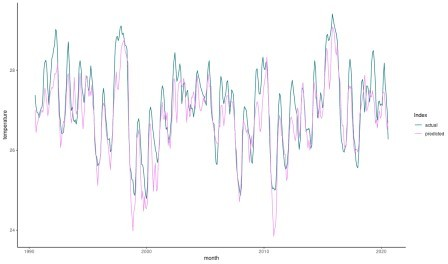 temperature
28
26
24
1990
2000
2010
2020
month
Index
actual
predicted